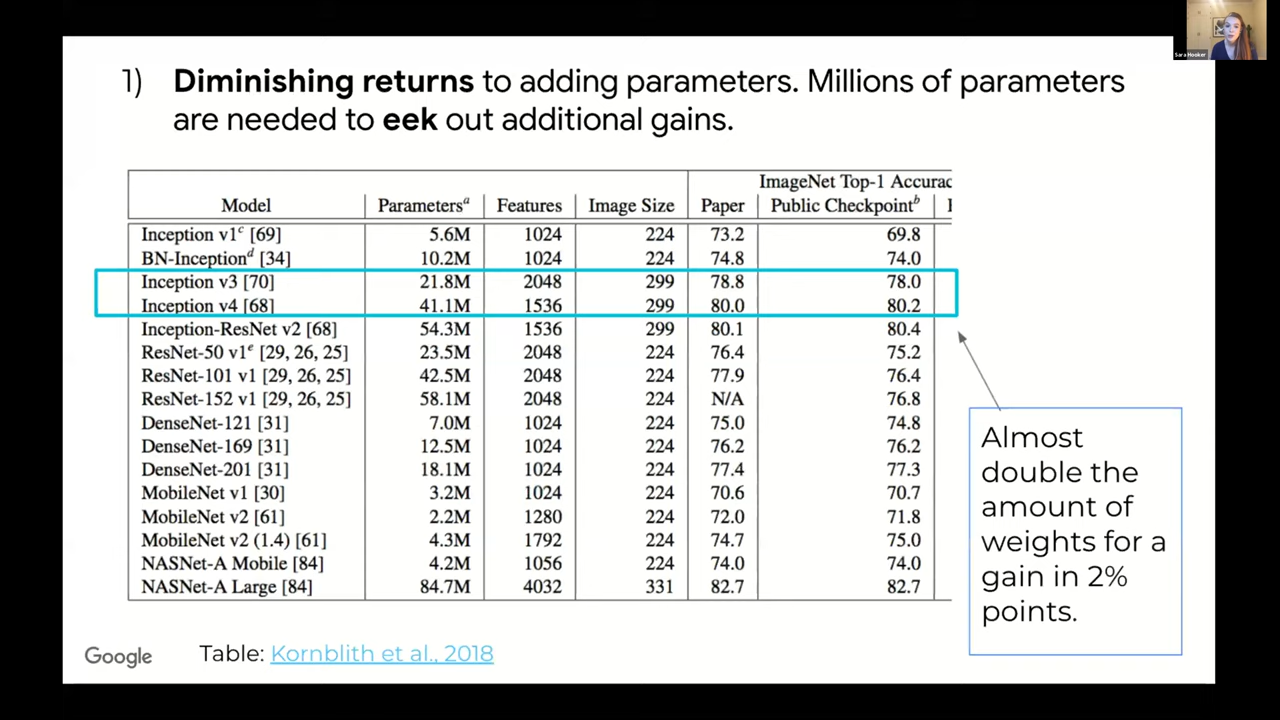 Sara Hooker
1) Diminishing returns to adding parameters. Millions of parameters
are needed to eek out additional gains.
ImageNet Top-1 Accurac
Model Parametersᵃ Features Image Size Paper Public Checkpointᵇ
Inception v1ᶜ [69] 5.6M 1024 224 73.2 69.8
BN-Inceptionᵈ [34] 10.2M 1024 224 74.8 74.0
Inception v3 [70] 21.8M 2048 299 78.8 78.0
Inception v4 [68] 41.1M 1536 299 80.0 80.2
Inception-ResNet v2 [68] 54.3M 1536 299 80.1 80.4
ResNet-50 v1ᵉ [29, 26, 25] 23.5M 2048 224 76.4 75.2
ResNet-101 v1 [29, 26, 25] 42.5M 2048 224 77.9 76.4
ResNet-152 v1 [29, 26, 25] 58.1M 2048 224 N/A 76.8
DenseNet-121 [31] 7.0M 1024 224 75.0 74.8
DenseNet-169 [31] 12.5M 1024 224 76.2 76.2
DenseNet-201 [31] 18.1M 1024 224 77.4 77.3
MobileNet v1 [30] 3.2M 1024 224 70.6 70.7
MobileNet v2 [61] 2.2M 1280 224 72.0 71.8
MobileNet v2 (1.4) [61] 4.3M 1792 224 74.7 75.0
NASNet-A Mobile [84] 4.2M 1056 224 74.0 74.0
NASNet-A Large [84] 84.7M 4032 331 82.7 82.7
Almost
double the
amount of
weights for a
gain in 2%
points.
Google
Table: Kornblith et al., 2018